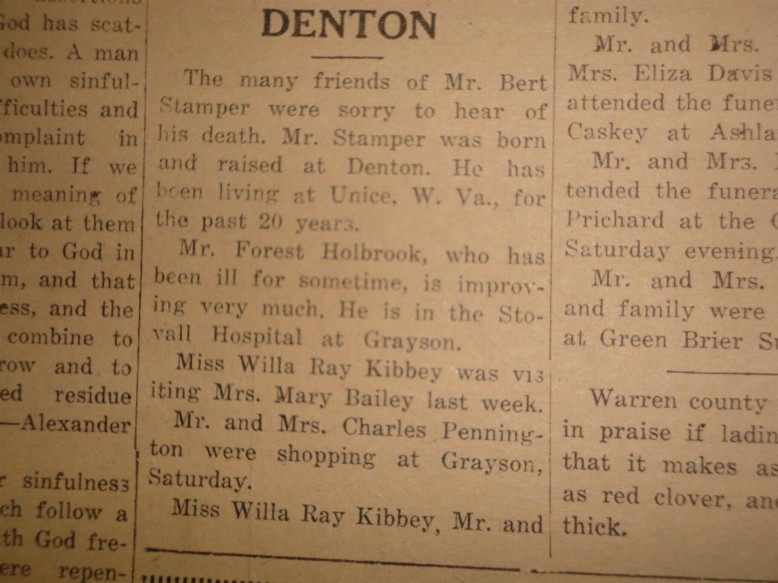 God has scat-
does. A man
own sinful-
fficulties and
omplaint in
him. If we
meaning of
look at them
ar to God in
m, and that
ess, and the
combine to
row and to
ed residue
—Alexander
r sinfulness
ch follow a
th God fre-
ere repen-
DENTON
The many friends of Mr. Bert
Stamper were sorry to hear of
his death. Mr. Stamper was born
and raised at Denton. He has
been living at Unice, W. Va., for
the past 20 years.
Mr. Forest Holbrook, who has
been ill for sometime, is improv-
ing very much. He is in the Sto-
vall Hospital at Grayson.
Miss Willa Ray Kibbey was vis
iting Mrs. Mary Bailey last week.
Mr. and Mrs. Charles Penning-
ton were shopping at Grayson,
Saturday.
Miss Willa Ray Kibbey, Mr. and
family.
Mr. and Mrs.
Mrs. Eliza Davis
attended the fune
Caskey at Ashla
Mr. and Mrs.
tended the funera
Prichard at the
Saturday evening.
Mr. and Mrs.
and family were
at Green Brier Su
Warren county
in praise if ladin
that it makes as
as red clover, an
thick.